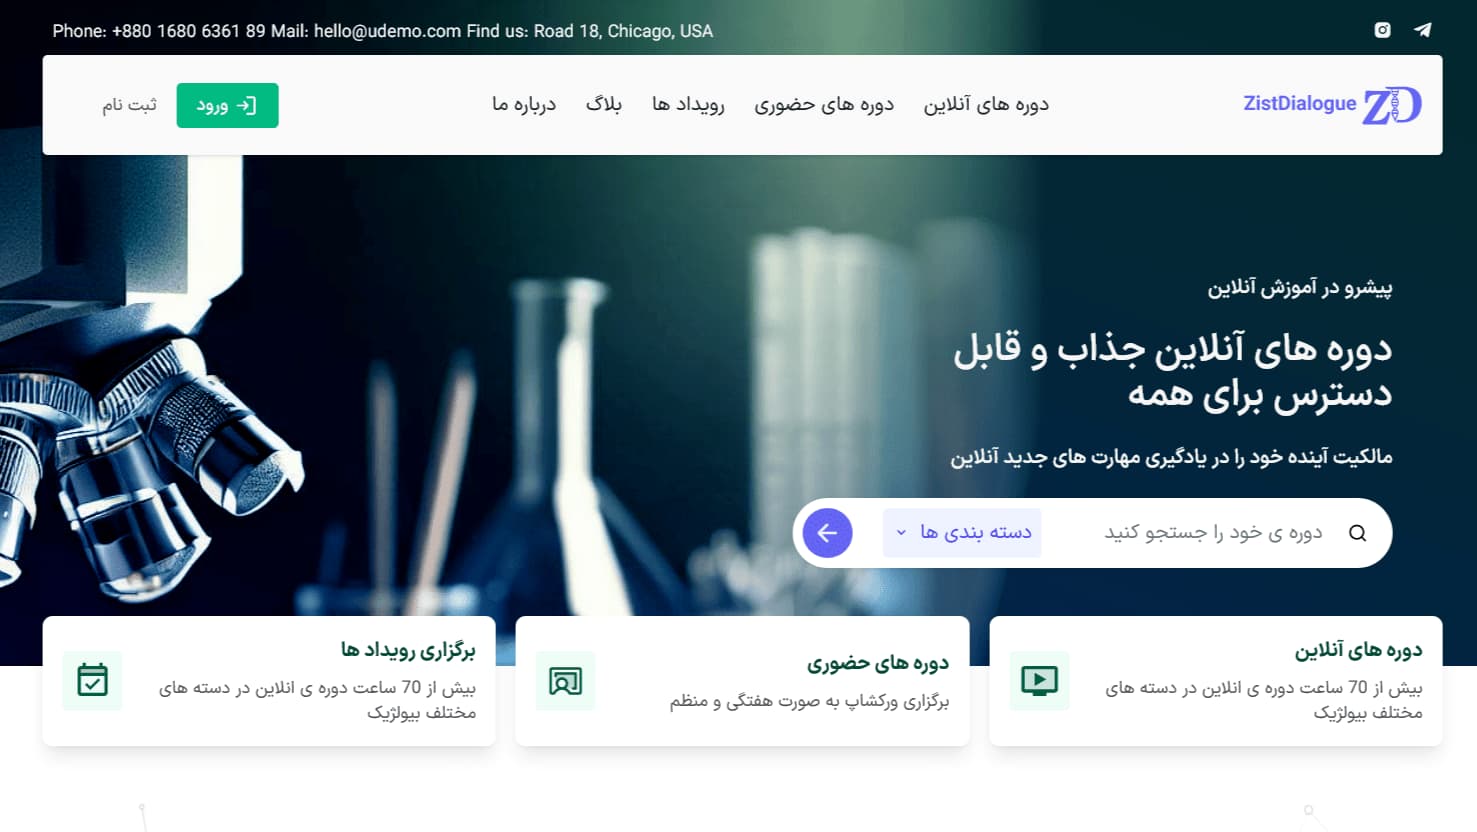 Phone: +880 1680 6361 89 Mail: hello@udemo.com Find us: Road 18, Chicago, USA
ZistDialogue ZD
دوره های آنلاین
دوره های حضوری
رویداد ها
بلاگ
درباره ما
ورود
ثبت نام
پیشرو در آموزش آنلاین
دوره های آنلاین جذاب و قابل
دسترس برای همه
مالکیت آینده خود را در یادگیری مهارت های جدید آنلاین
دوره ی خود را جستجو کنید
دسته بندی ها
دوره های آنلاین
بیش از 70 ساعت دوره ی انلاین در دسته های
مختلف بیولژیک
دوره های حضوری
برگزاری ورکشاپ به صورت هفتگی و منظم
برگزاری رویداد ها
بیش از 70 ساعت دوره ی انلاین در دسته های
مختلف بیولژیک